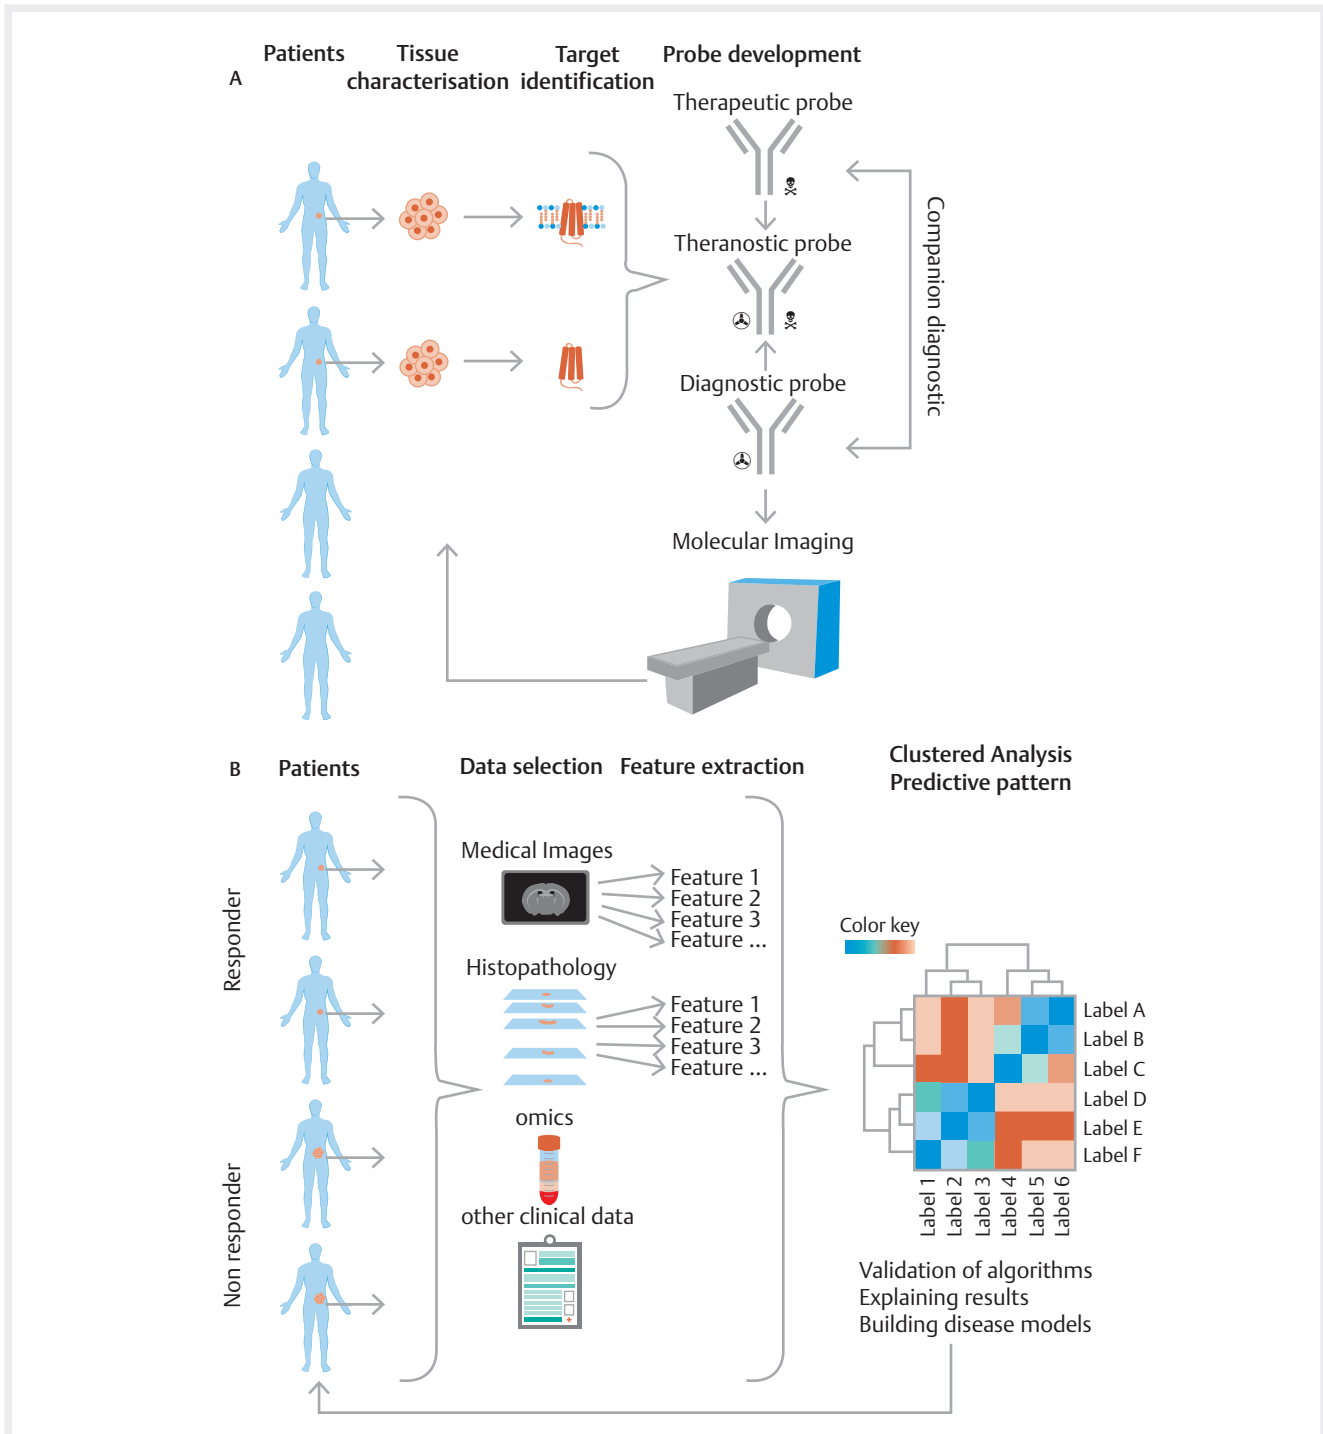 A
Patients
Tissue
characterisation
Target
identification
Probe development
Therapeutic probe
Theranostic probe
Diagnostic probe
Companion diagnostic
Molecular Imaging
B
Patients
Data selection
Feature extraction
Clustered Analysis
Predictive pattern
Responder
Non responder
Medical Images
Feature 1
Feature 2
Feature 3
Feature ...
Histopathology
Feature 1
Feature 2
Feature 3
Feature ...
omics
other clinical data
Color key
Label A
Label B
Label C
Label D
Label E
Label F
Label 1
Label 2
Label 3
Label 4
Label 5
Label 6
Validation of algorithms
Explaining results
Building disease models